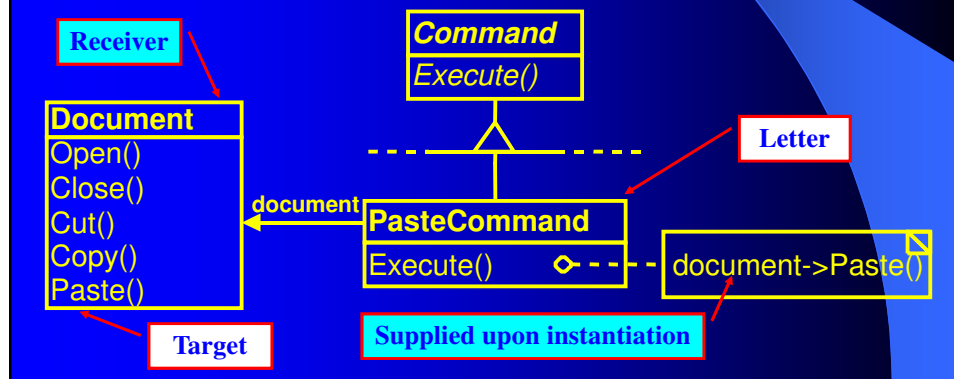 Receiver
Command
Execute()
Document
Open()
Close()
Cut()
Copy()
Paste()
Letter
document
PasteCommand
Execute()
document->Paste()
Target
Supplied upon instantiation